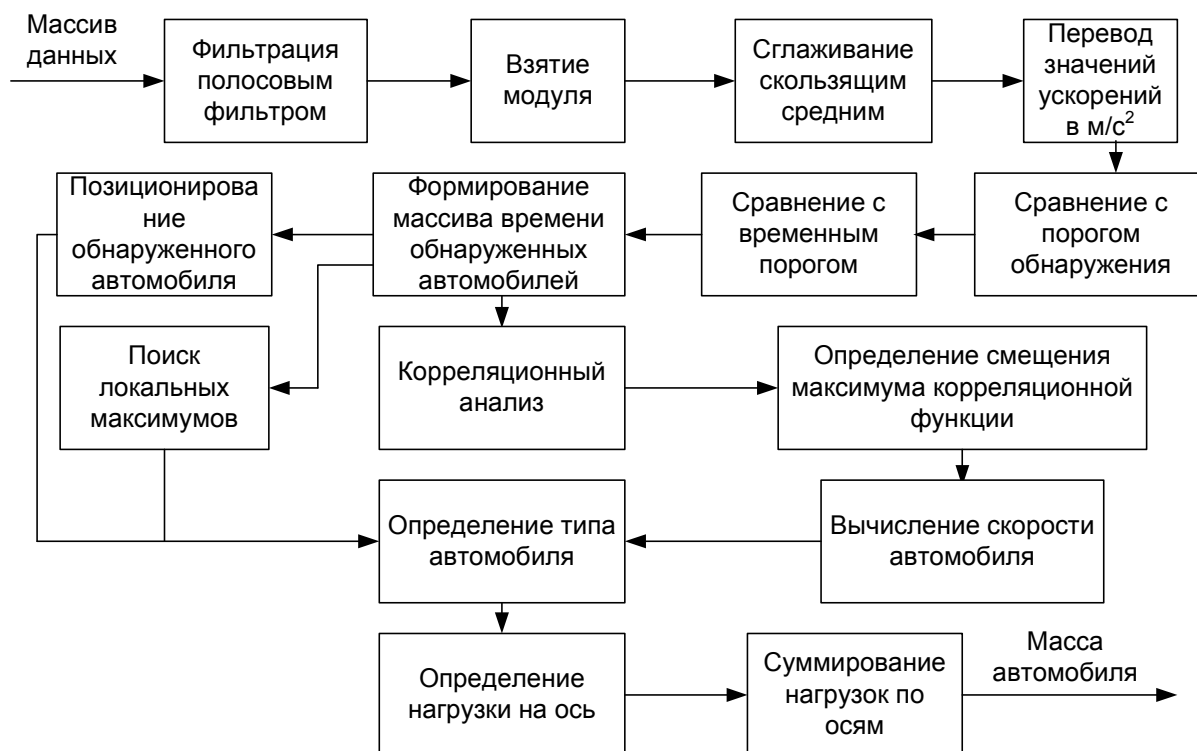 Массив
данных
Фильтрация
полосовым
фильтром
Взятие
модуля
Сглаживание
скользящим
средним
Перевод
значений
ускорений
в м/с²
Позиционирова
ние
обнаруженного
автомобиля
Формирование
массива времени
обнаруженных
автомобилей
Сравнение с
временным
порогом
Сравнение с
порогом
обнаружения
Поиск
локальных
максимумов
Корреляционный
анализ
Определение смещения
максимума корреляционной
функции
Определение типа
автомобиля
Вычисление скорости
автомобиля
Определение
нагрузки на ось
Суммирование
нагрузок по
осям
Масса
автомобиля